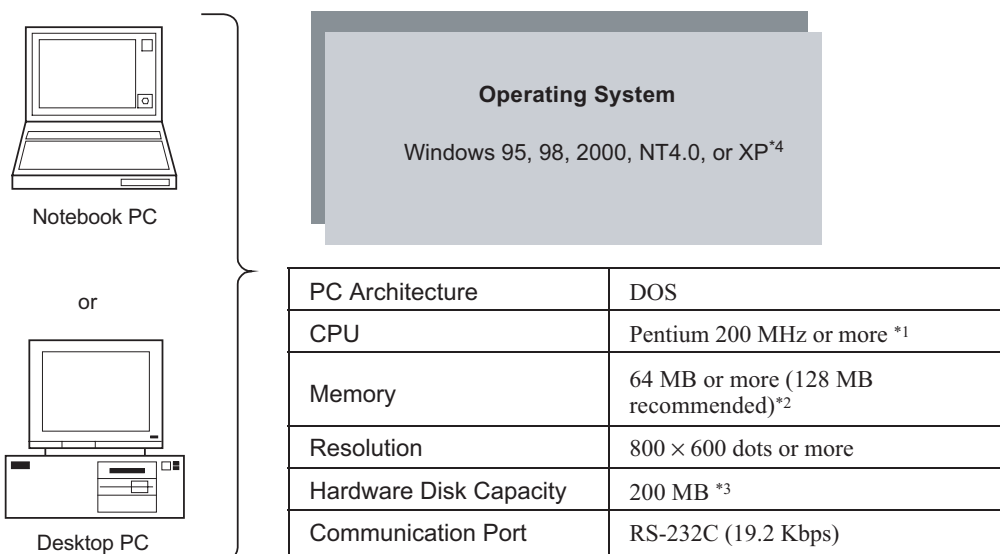 Notebook PC
or
Desktop PC
Operating System
Windows 95, 98, 2000, NT4.0, or XP*4
PC Architecture DOS
CPU Pentium 200 MHz or more *1
Memory 64 MB or more (128 MB
recommended)*2
Resolution 800 × 600 dots or more
Hardware Disk Capacity 200 MB *3
Communication Port RS-232C (19.2 Kbps)